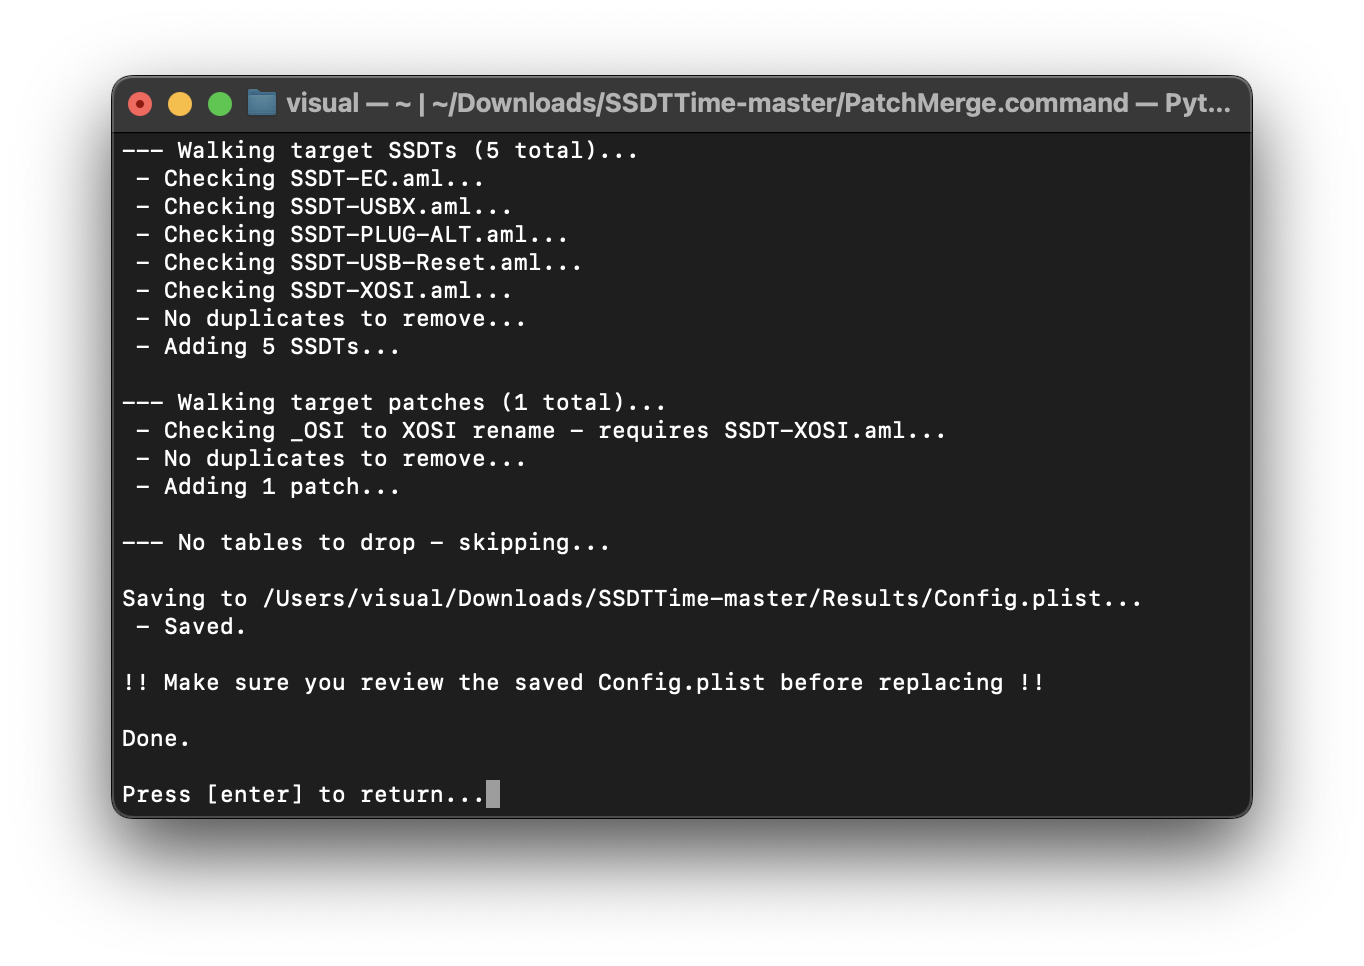 visual — ~ | ~/Downloads/SSDTTime-master/PatchMerge.command — Pyt...
--- Walking target SSDTs (5 total)...
- Checking SSDT-EC.aml...
- Checking SSDT-USBX.aml...
- Checking SSDT-PLUG-ALT.aml...
- Checking SSDT-USB-Reset.aml...
- Checking SSDT-XOSI.aml...
- No duplicates to remove...
- Adding 5 SSDTs...
--- Walking target patches (1 total)...
- Checking _OSI to XOSI rename - requires SSDT-XOSI.aml...
- No duplicates to remove...
- Adding 1 patch...
--- No tables to drop - skipping...
Saving to /Users/visual/Downloads/SSDTTime-master/Results/Config.plist...
- Saved.
!! Make sure you review the saved Config.plist before replacing !!
Done.
Press [enter] to return...